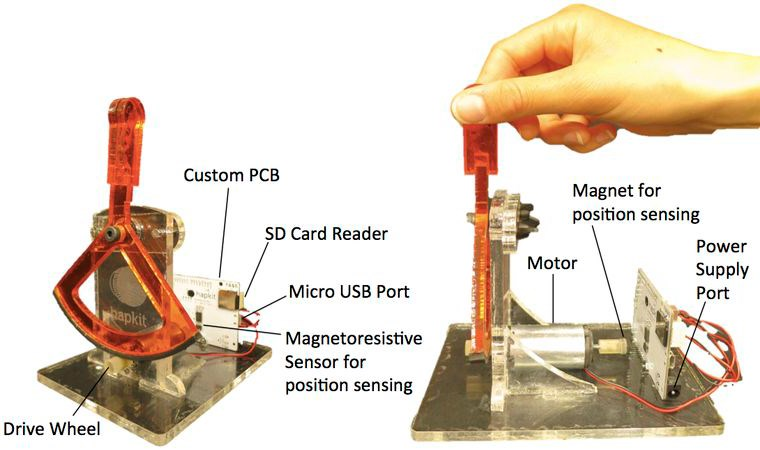 Custom PCB
SD Card Reader
Micro USB Port
Magnetoresistive
Sensor for
position sensing
Drive Wheel
hapkit
hapkit
Magnet for
position sensing
Motor
Power
Supply
Port